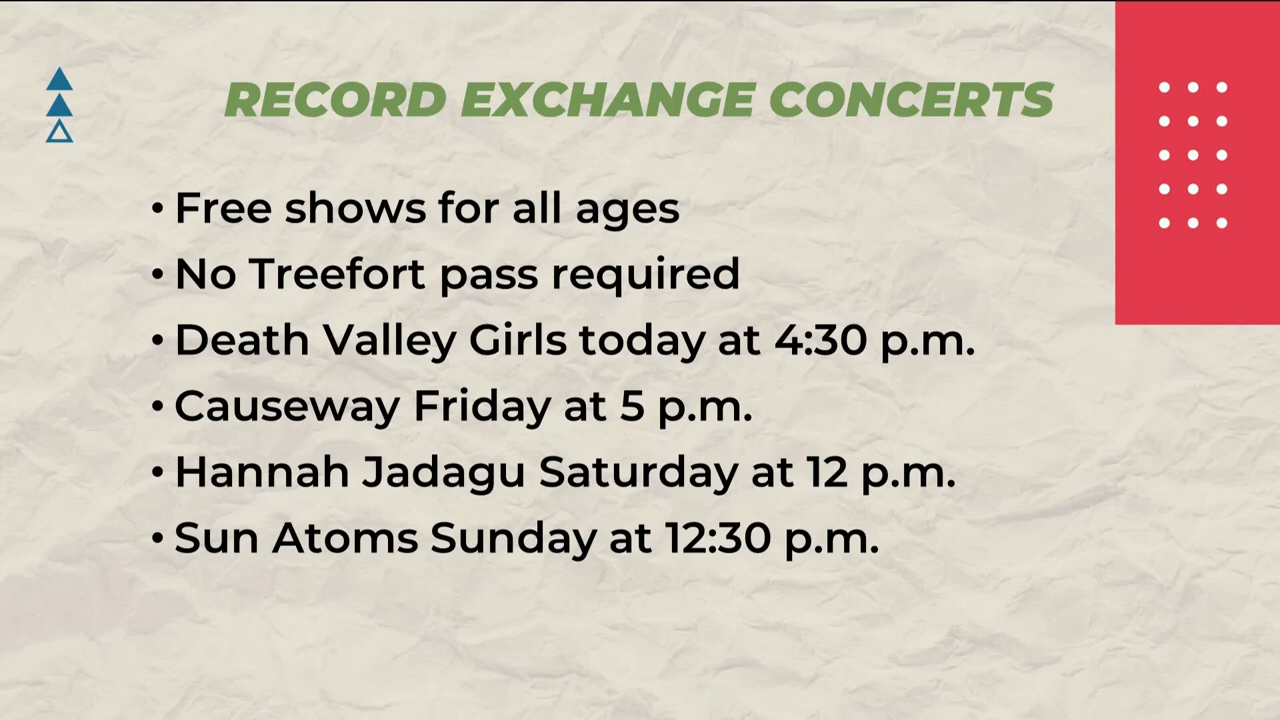 RECORD EXCHANGE CONCERTS
• Free shows for all ages
• No Treefort pass required
• Death Valley Girls today at 4:30 p.m.
• Causeway Friday at 5 p.m.
• Hannah Jadagu Saturday at 12 p.m.
• Sun Atoms Sunday at 12:30 p.m.